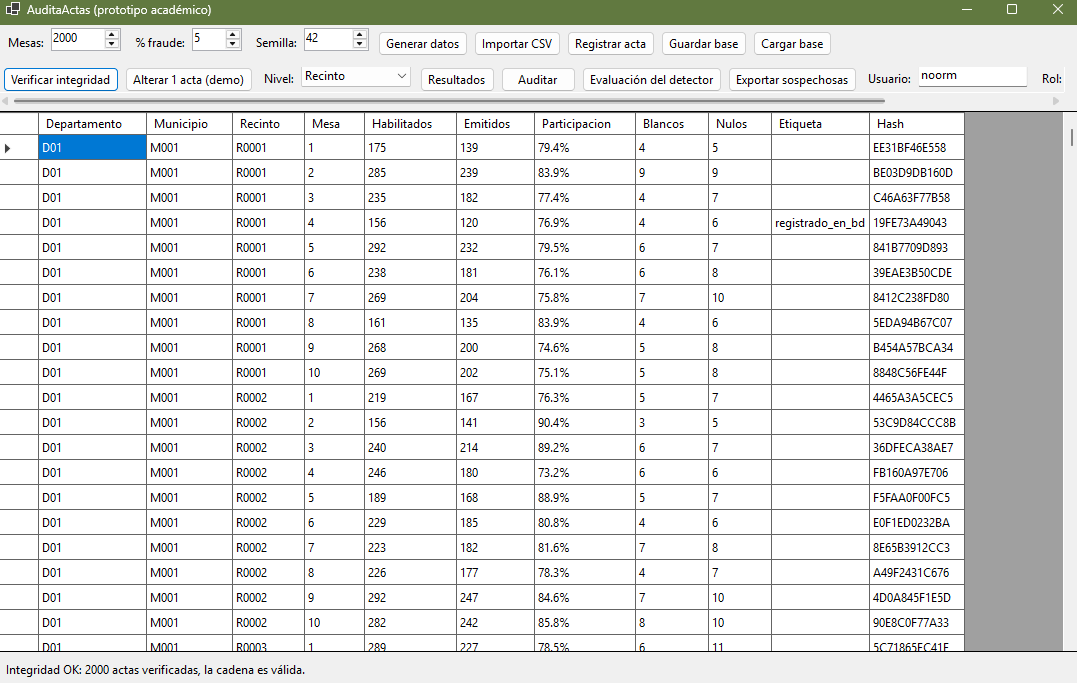 AuditaActas (prototipo académico)
Mesas: 2000 % fraude: 5 Semilla: 42 Generar datos Importar CSV Registrar acta Guardar base Cargar base
Verificar integridad Alterar 1 acta (demo) Nivel: Recinto Resultados Auditar Evaluación del detector Exportar sospechosas Usuario: noorm Rol:
Departamento Municipio Recinto Mesa Habilitados Emitidos Participacion Blancos Nulos Etiqueta Hash
D01 M001 R0001 1 175 139 79.4% 4 5 EE31BF46E558
D01 M001 R0001 2 285 239 83.9% 9 9 BE03D9DB160D
D01 M001 R0001 3 235 182 77.4% 4 7 C46A63F77B58
D01 M001 R0001 4 156 120 76.9% 4 6 registrado_en_bd 19FE73A49043
D01 M001 R0001 5 292 232 79.5% 6 7 841B7709D893
D01 M001 R0001 6 238 181 76.1% 6 8 39EAE3B50CDE
D01 M001 R0001 7 269 204 75.8% 7 10 8412C238FD80
D01 M001 R0001 8 161 135 83.9% 4 6 5EDA94B67C07
D01 M001 R0001 9 268 200 74.6% 5 8 B454A57BCA34
D01 M001 R0001 10 269 202 75.1% 5 8 8848C56FE44F
D01 M001 R0002 1 219 167 76.3% 5 7 4465A3A5CEC5
D01 M001 R0002 2 156 141 90.4% 3 5 53C9D84CCC8B
D01 M001 R0002 3 240 214 89.2% 6 7 36DFECA38AE7
D01 M001 R0002 4 246 180 73.2% 6 6 FB160A97E706
D01 M001 R0002 5 189 168 88.9% 5 7 F5FAA0F00FC5
D01 M001 R0002 6 229 185 80.8% 4 6 E0F1ED0232BA
D01 M001 R0002 7 223 182 81.6% 7 8 8E65B3912CC3
D01 M001 R0002 8 226 177 78.3% 4 7 A49F2431C676
D01 M001 R0002 9 292 247 84.6% 7 10 4D0A845F1E5D
D01 M001 R0002 10 282 242 85.8% 8 10 90E8C0F77A33
D01 M001 R0003 1 289 227 78.5% 6 11 5C71865EC41F
Integridad OK: 2000 actas verificadas, la cadena es válida.